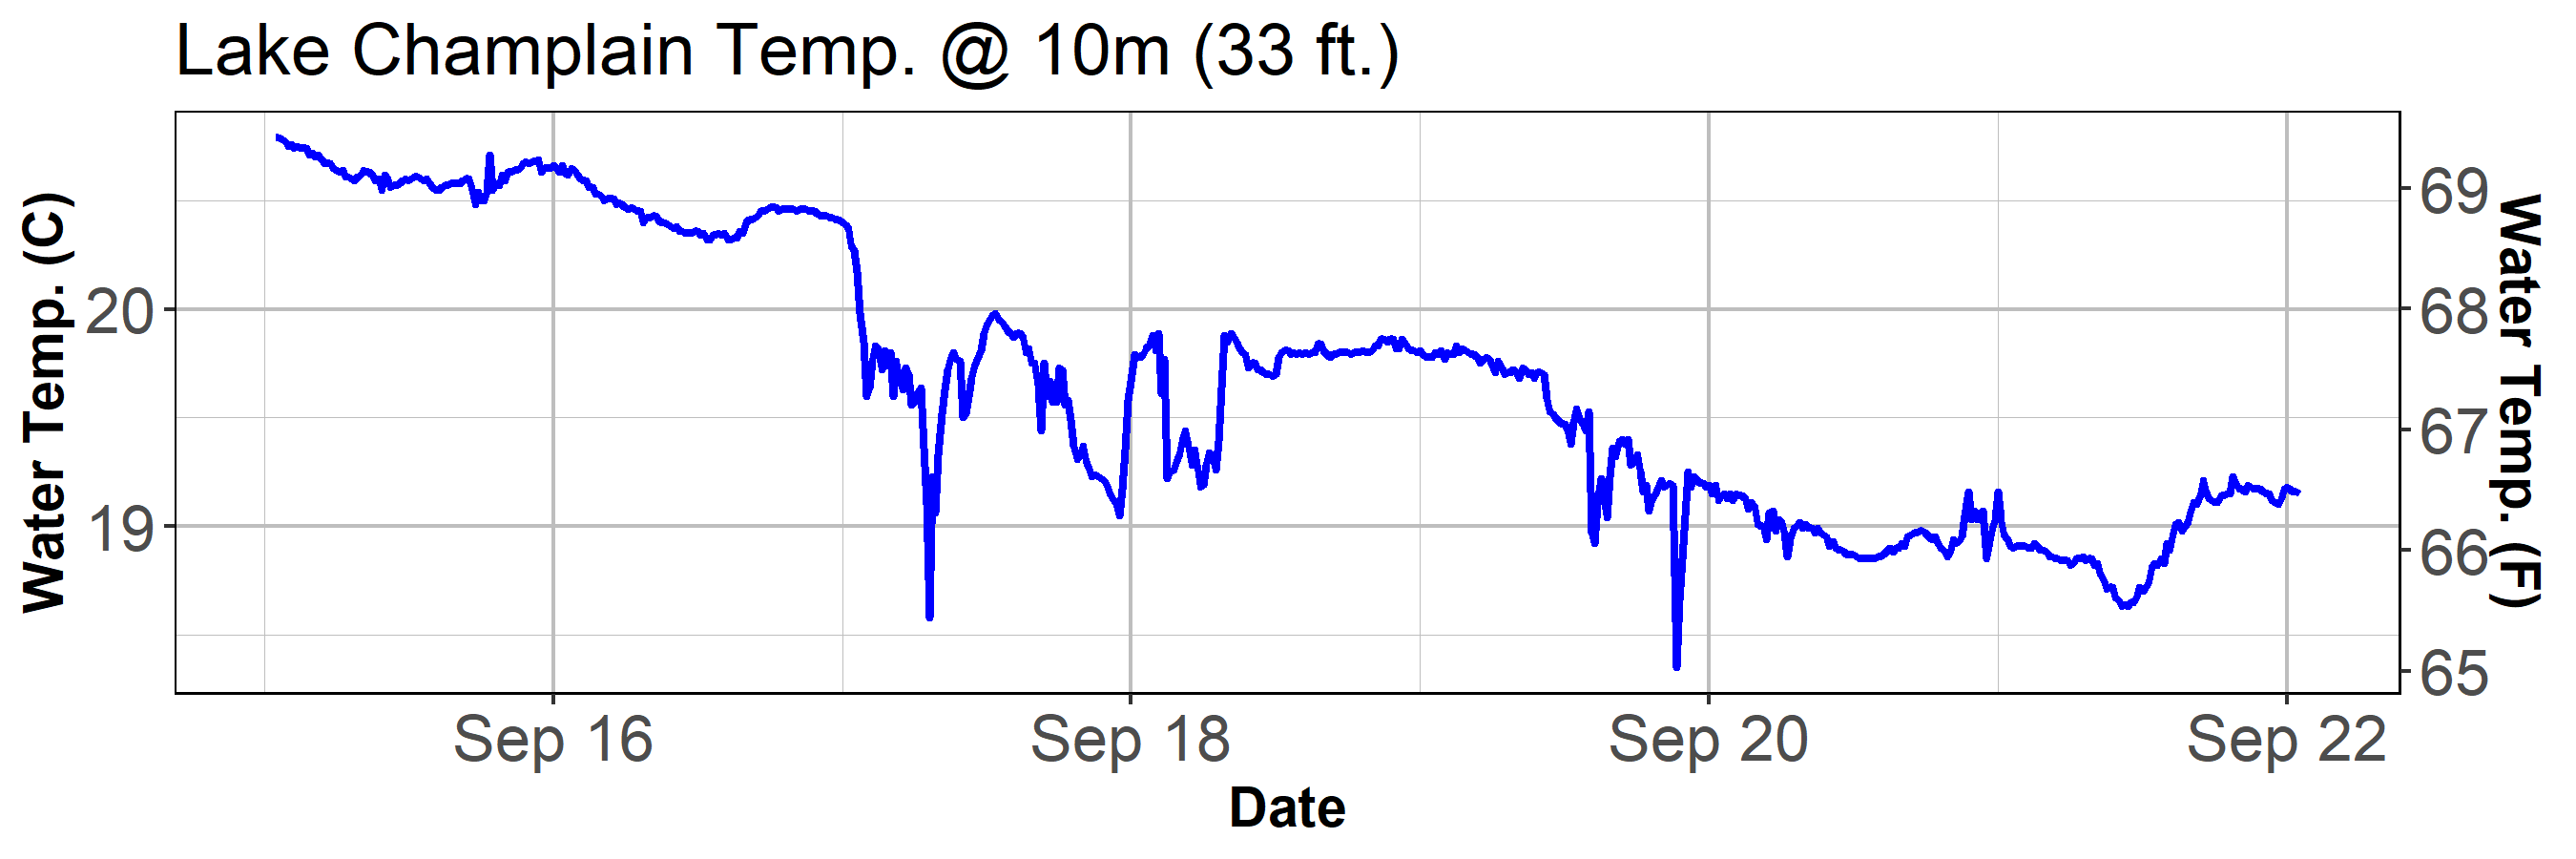 Lake Champlain Temp. @ 10m (33 ft.)
Water Temp. (C)
20
19
69
68
67
66
65
Water Temp. (F)
Sep 16
Sep 18
Sep 20
Sep 22
Date